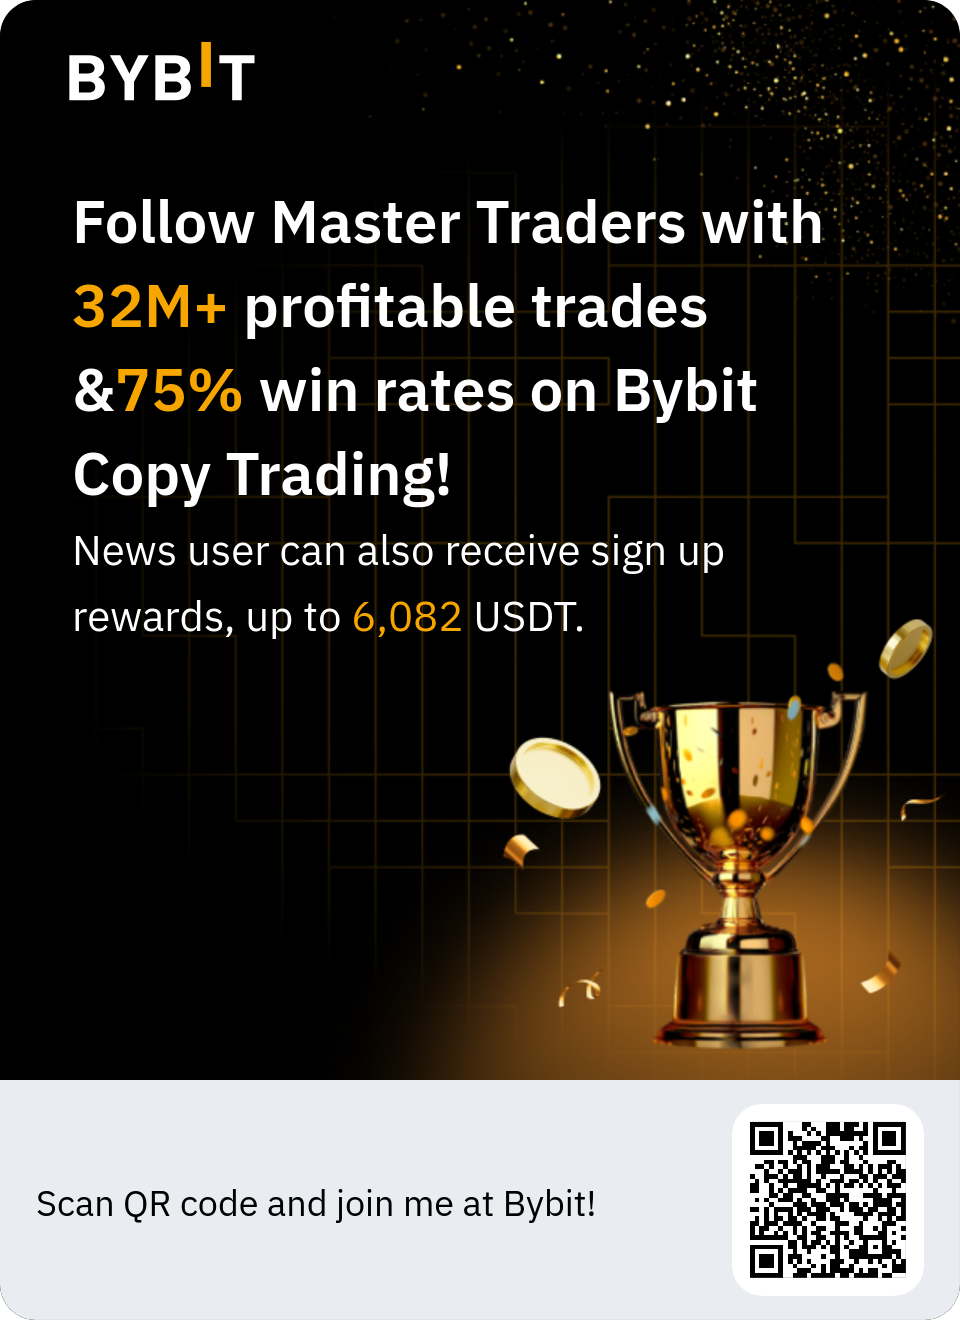 BYBIT
Follow Master Traders with
32M+ profitable trades
&75% win rates on Bybit
Copy Trading!
News user can also receive sign up
rewards, up to 6,082 USDT.
Scan QR code and join me at Bybit!